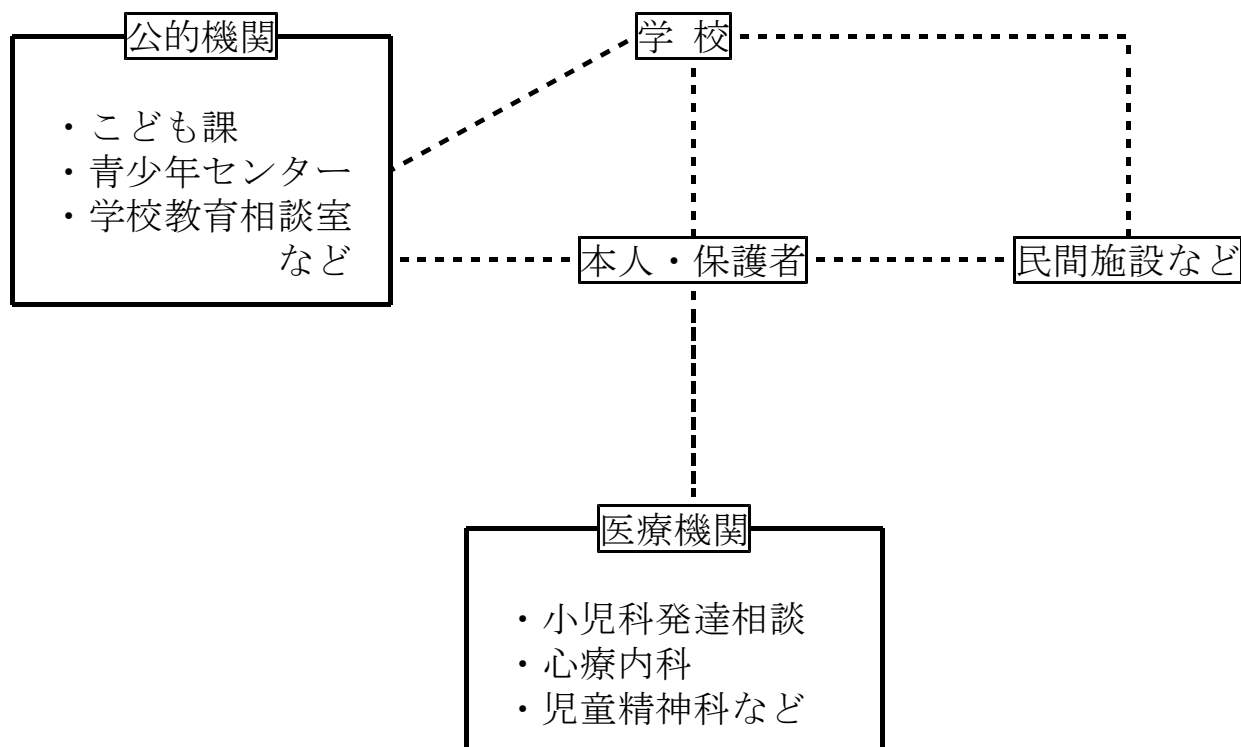 公的機関
・こども課
・青少年センター
・学校教育相談室
など
学 校
本人・保護者
民間施設など
医療機関
・小児科発達相談
・心療内科
・児童精神科など